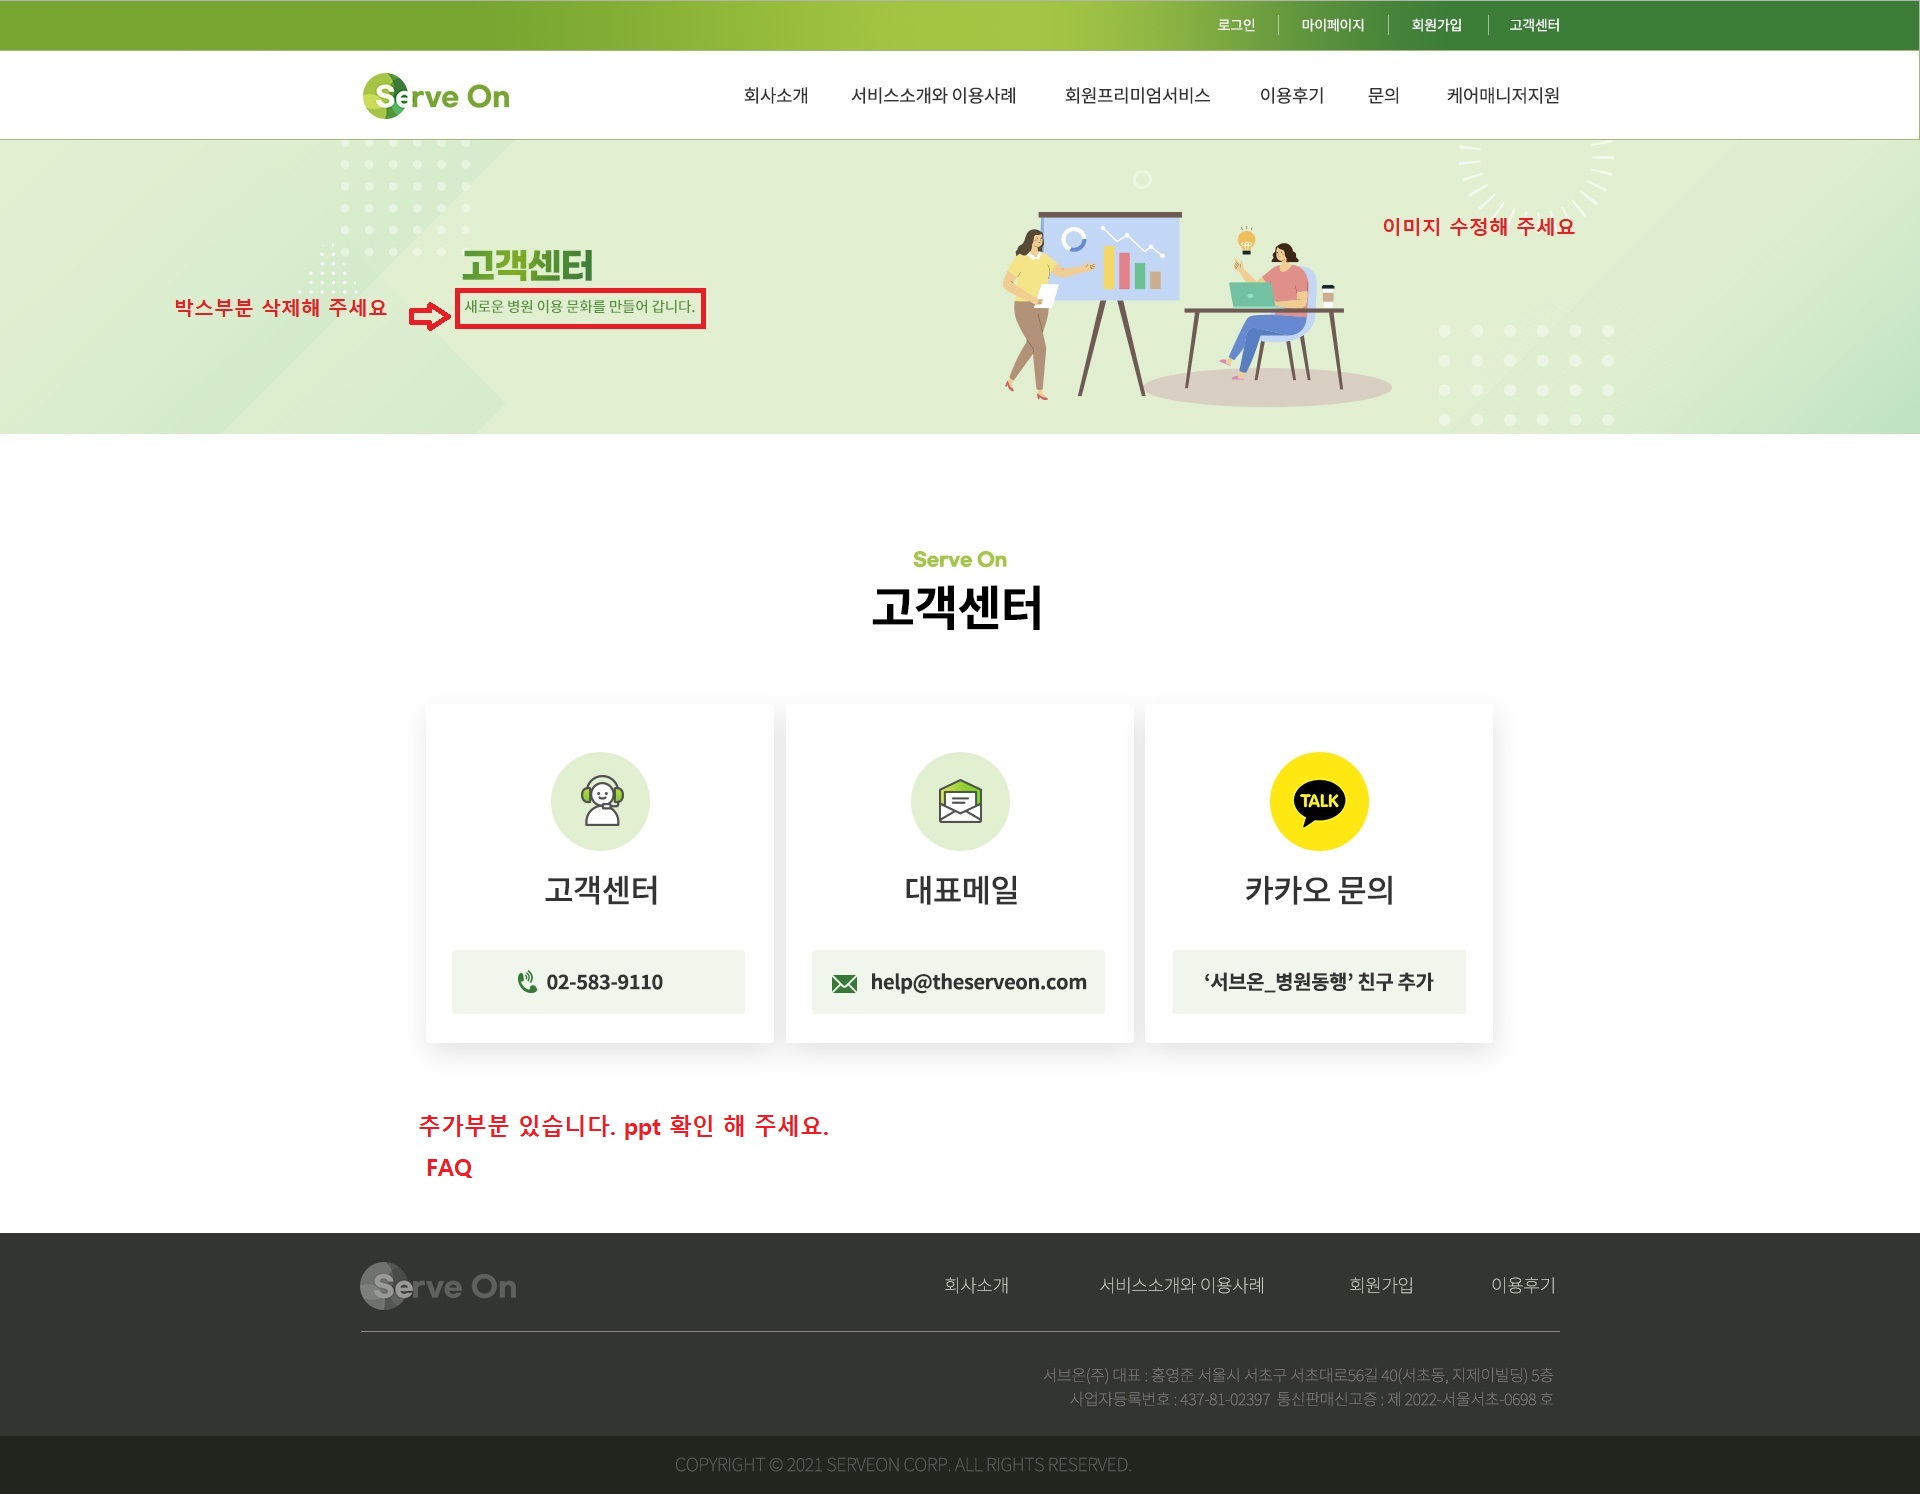 로그인 마이페이지 회원가입 고객센터
Serve On 회사소개 서비스소개와 이용사례 회원프리미엄서비스 이용후기 문의 케어매니저지원
이미지 수정해 주세요
고객센터
박스부분 삭제해 주세요
새로운 병원 이용 문화를 만들어 갑니다.
Serve On
고객센터
TALK
고객센터 대표메일 카카오 문의
02-583-9110 help@theserveon.com ‘서브온_병원동행’ 친구 추가
추가부분 있습니다. ppt 확인 해 주세요.
FAQ
Serve On 회사소개 서비스소개와 이용사례 회원가입 이용후기
서브온(주) 대표 : 홍영준 서울시 서초구 서초대로56길 40(서초동, 지제이빌딩) 5층
사업자등록번호 : 437-81-02397 통신판매신고증 : 제 2022-서울서초-0698 호
COPYRIGHT © 2021 SERVEON CORP. ALL RIGHTS RESERVED.